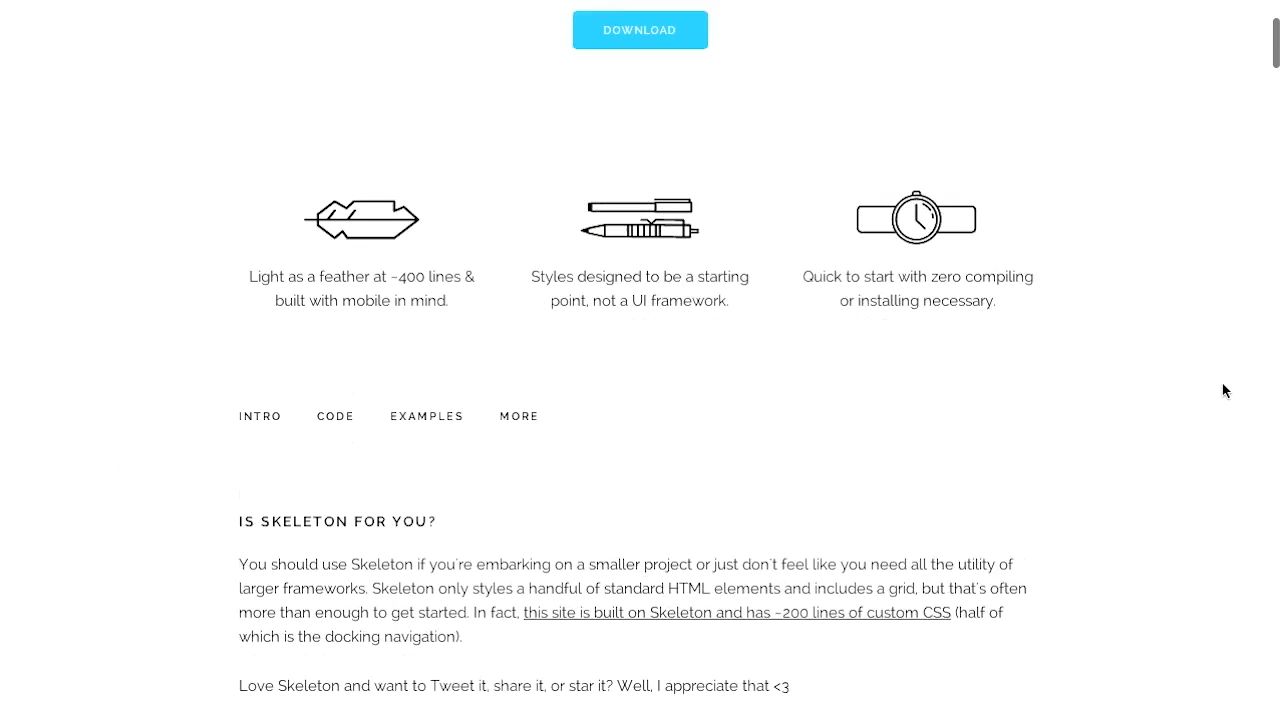 DOWNLOAD
Light as a feather at ~400 lines &
built with mobile in mind.
Styles designed to be a starting
point, not a UI framework.
Quick to start with zero compiling
or installing necessary.
INTRO CODE EXAMPLES MORE
IS SKELETON FOR YOU?
You should use Skeleton if you're embarking on a smaller project or just don't feel like you need all the utility of
larger frameworks. Skeleton only styles a handful of standard HTML elements and includes a grid, but that's often
more than enough to get started. In fact, this site is built on Skeleton and has ~200 lines of custom CSS (half of
which is the docking navigation).
Love Skeleton and want to Tweet it, share it, or star it? Well, I appreciate that <3